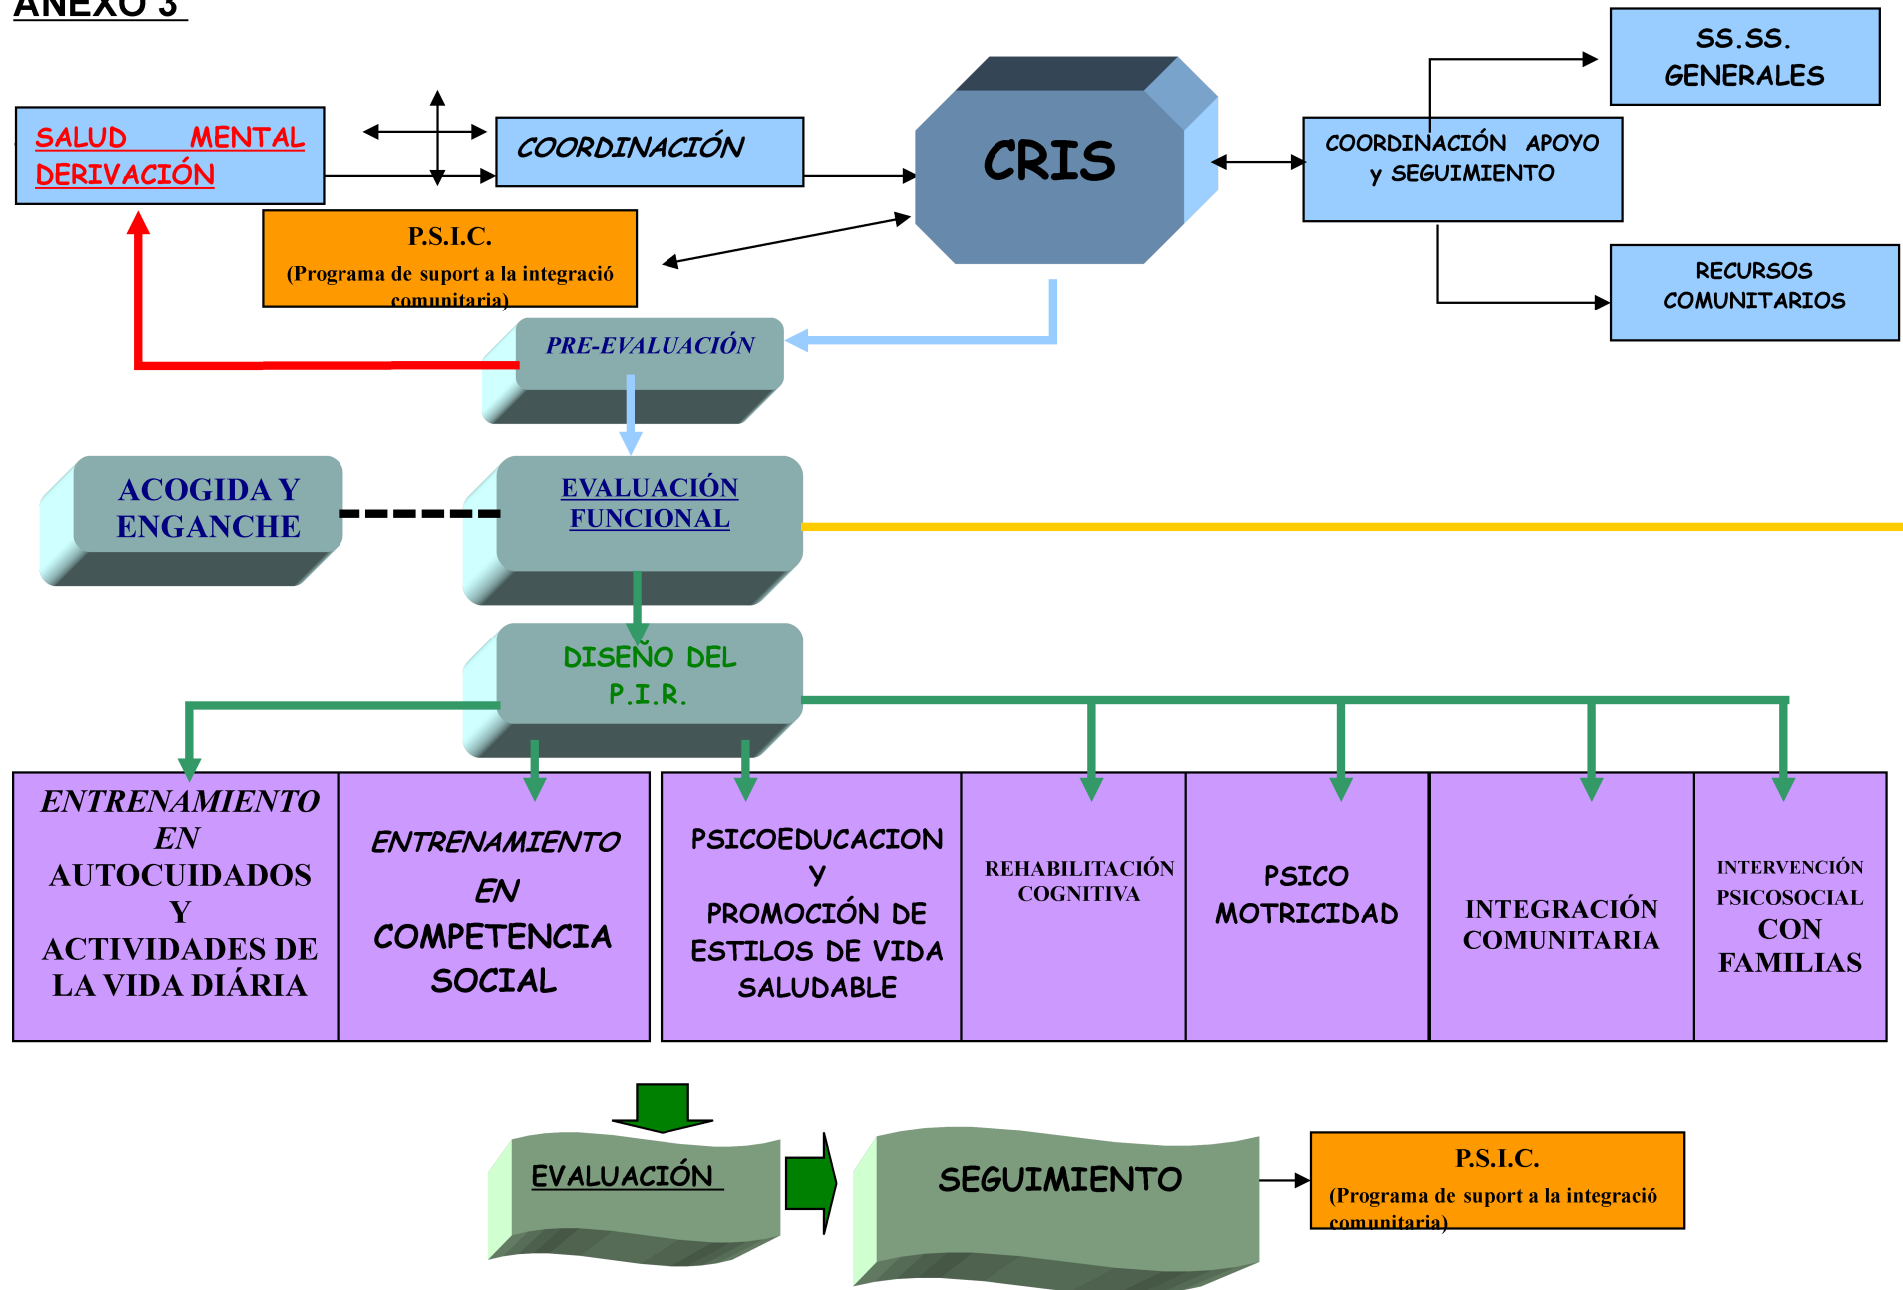 ANEXO 3
SS.SS.
GENERALES
SALUD MENTAL
DERIVACIÓN
COORDINACIÓN
CRIS
COORDINACIÓN APOYO
y SEGUIMIENTO
P.S.I.C.
(Programa de suport a la integració
comunitaria)
RECURSOS
COMUNITARIOS
PRE-EVALUACIÓN
ACOGIDA Y
ENGANCHE
EVALUACIÓN
FUNCIONAL
DISEÑO DEL
P.I.R.
ENTRENAMIENTO
EN
AUTOCUIDADOS
Y
ACTIVIDADES DE
LA VIDA DIÁRIA
ENTRENAMIENTO
EN
COMPETENCIA
SOCIAL
PSICOEDUCACION
Y
PROMOCIÓN DE
ESTILOS DE VIDA
SALUDABLE
REHABILITACIÓN
COGNITIVA
PSICO
MOTRICIDAD
INTEGRACIÓN
COMUNITARIA
INTERVENCIÓN
PSICOSOCIAL
CON
FAMILIAS
EVALUACIÓN
SEGUIMIENTO
P.S.I.C.
(Programa de suport a la integració
comunitaria)